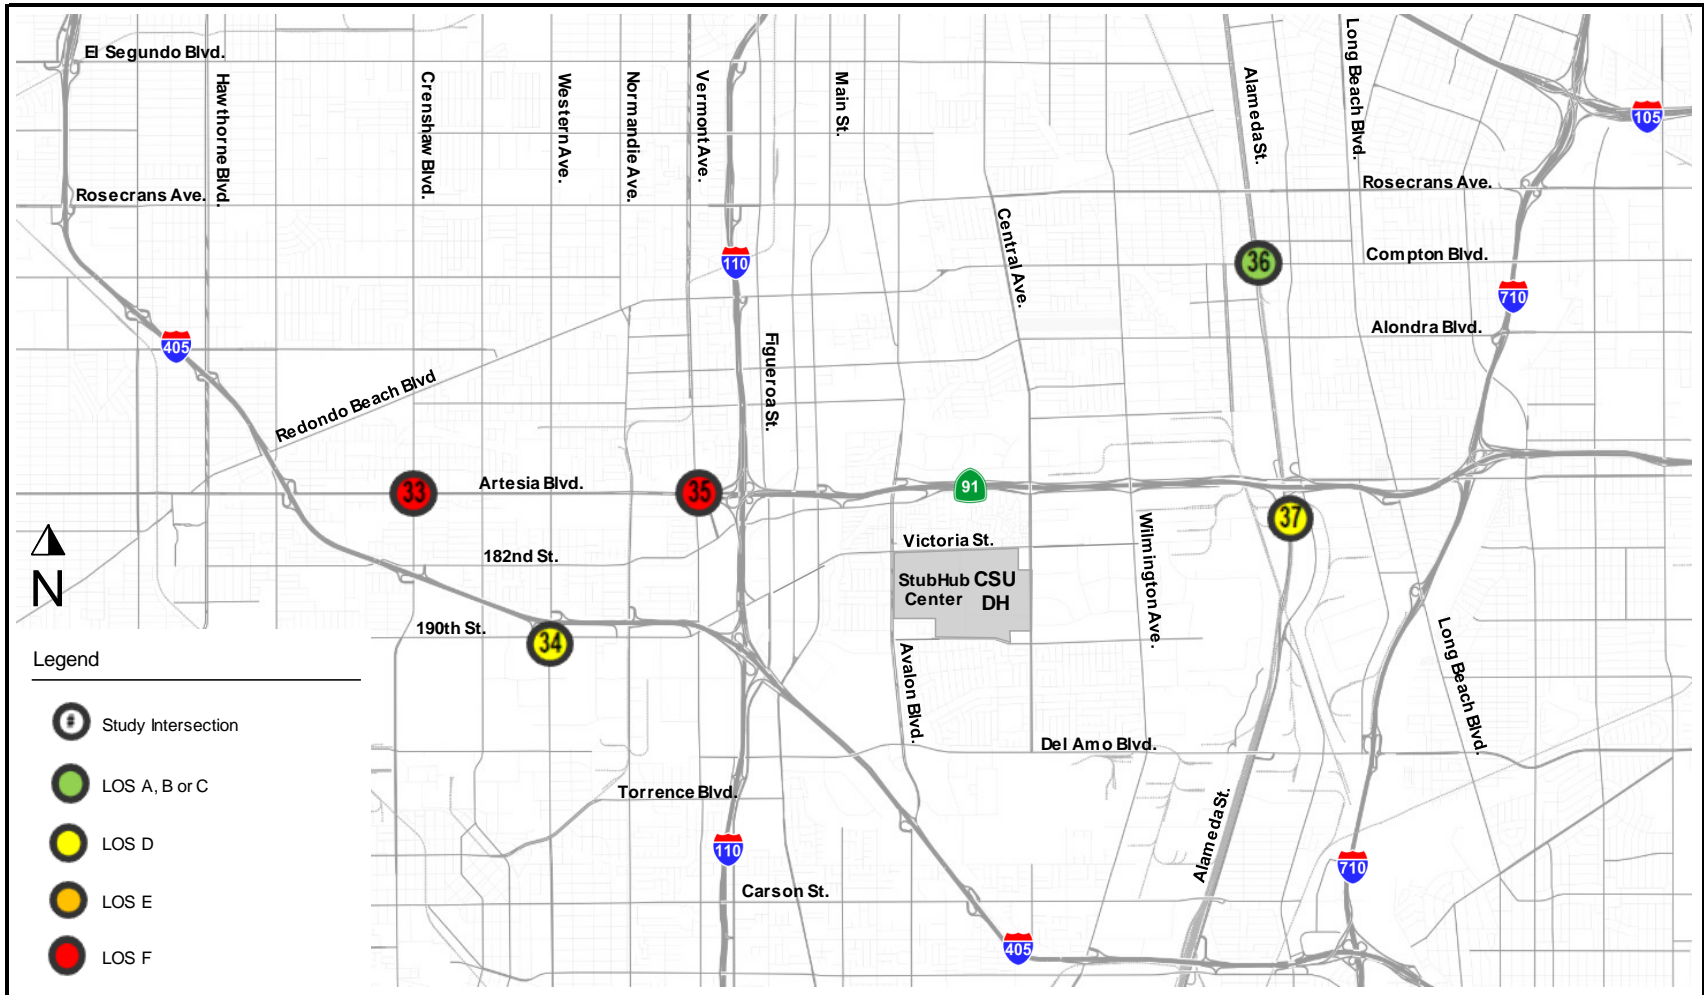 El Segundo Blvd.
Hawthorne Blvd.
Crenshaw Blvd.
Western Ave.
Normandie Ave.
Vermont Ave.
Main St.
Alameda St.
Long Beach Blvd.
105
Rosecrans Ave.
Rosecrans Ave.
Central Ave.
110
36
Compton Blvd.
710
Alondra Blvd.
405
Figueroa St.
Redondo Beach Blvd
33
Artesia Blvd.
35
91
37
Wilmington Ave.
Victoria St.
182nd St.
StubHub
Center
CSU
DH
N
190th St.
34
Avalon Blvd.
Long Beach Blvd.
Legend
#
Study Intersection
LOS A, B or C
LOS D
LOS E
LOS F
Del Amo Blvd.
Torrence Blvd.
Alameda St.
110
710
Carson St.
405